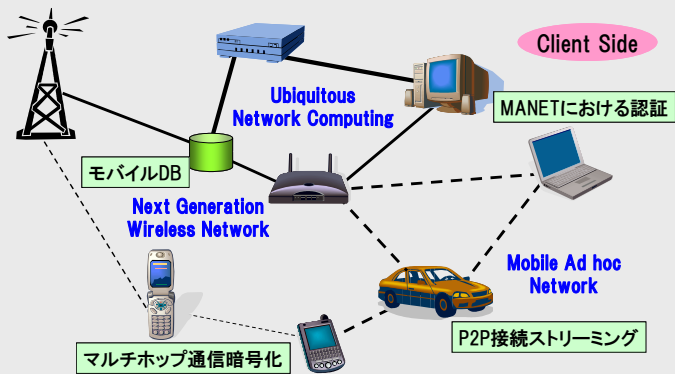 Client Side
Ubiquitous
Network Computing
MANETにおける認証
モバイルDB
Next Generation
Wireless Network
Mobile Ad hoc
Network
P2P接続ストリーミング
マルチホップ通信暗号化